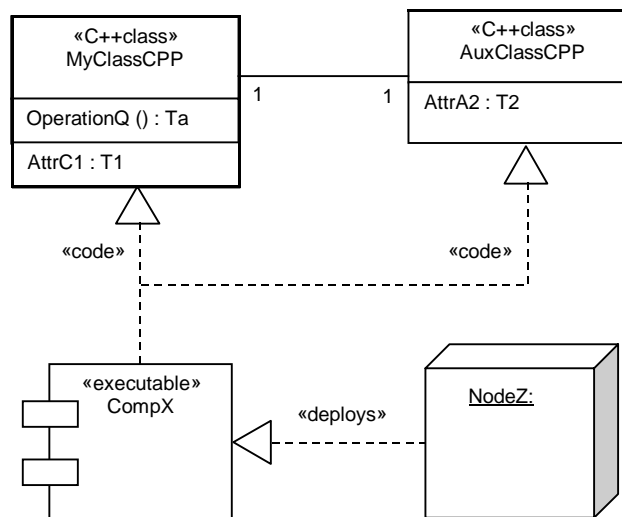 «C++class»
MyClassCPP
OperationQ () : Ta
AttrC1 : T1
1
1
«C++class»
AuxClassCPP
AttrA2 : T2
«code»
«code»
«executable»
CompX
«deploys»
NodeZ: